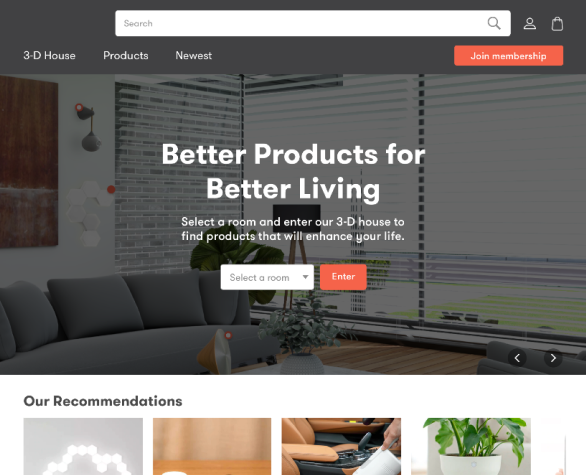 Search
3-D House
Products
Newest
Join membership
Better Products for
Better Living
Select a room and enter our 3-D house to
find products that will enhance your life.
Select a room
Enter
Our Recommendations